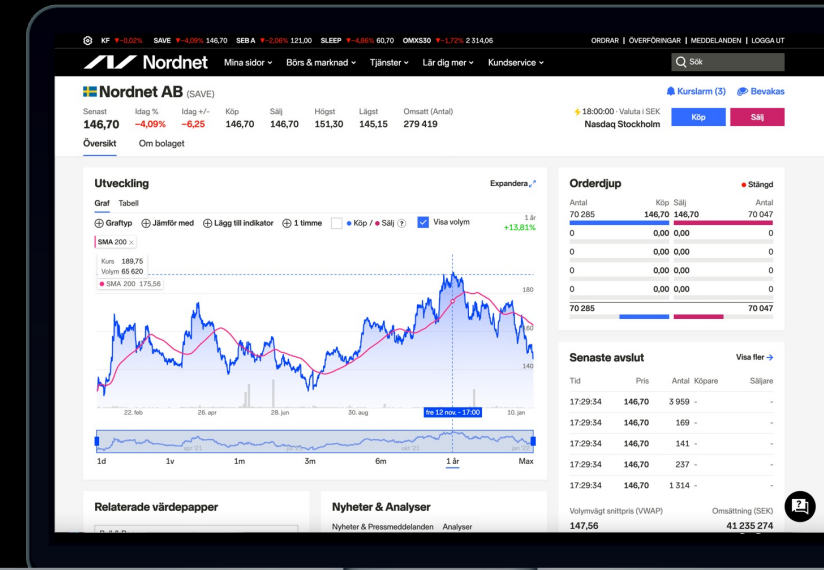 KF ▼-0,02% SAVE ▼-4,09% 146,70 SEB A ▼-2,06% 121,00 SLEEP ▼-4,86% 60,70 OMXS30 ▼-1,72% 2 314,06 ORDRAR | ÖVERFÖRINGAR | MEDDELANDEN | LOGGA UT
Nordnet Mina sidor Börs & marknad Tjänster Lär dig mer Kundservice Sök
Nordnet AB (SAVE) Kurslarm (3) Bevakas
Senast Idag % Idag +/- Köp Sälj Högst Lägst Omsatt (Antal) 18:00:00 · Valuta i SEK
146,70 -4,09% -6,25 146,70 146,70 151,30 145,15 279 419 Nasdaq Stockholm Köp Sälj
Översikt Om bolaget
Utveckling Expandera
Graf Tabell
Graftyp Jämför med Lägg till indikator 1 timme Köp / Sälj ? Visa volym 1 år
+13,81%
SMA 200 ×
Kurs 189,75
Volym 65 620
SMA 200 175,56
180
160
140
22. feb 26. apr 28. jun 30. aug fre 12 nov. - 17:00 10. jan
apr '21 okt '21 jan '22
1d 1v 1m 3m 6m 1 år Max
Orderdjup Stängd
Antal Köp Sälj Antal
70 285 146,70 146,70 70 047
0 0,00 0,00 0
0 0,00 0,00 0
0 0,00 0,00 0
0 0,00 0,00 0
70 285 70 047
Senaste avslut Visa fler →
Tid Pris Antal Köpare Säljare
17:29:34 146,70 3 959 - -
17:29:34 146,70 169 - -
17:29:34 146,70 141 - -
17:29:34 146,70 237 - -
17:29:34 146,70 1 314 - -
Volymvägt snittpris (VWAP) Omsättning (SEK)
147,56 41 235 274
Relaterade värdepapper
Nyheter & Analyser
Nyheter & Pressmeddelanden Analyser